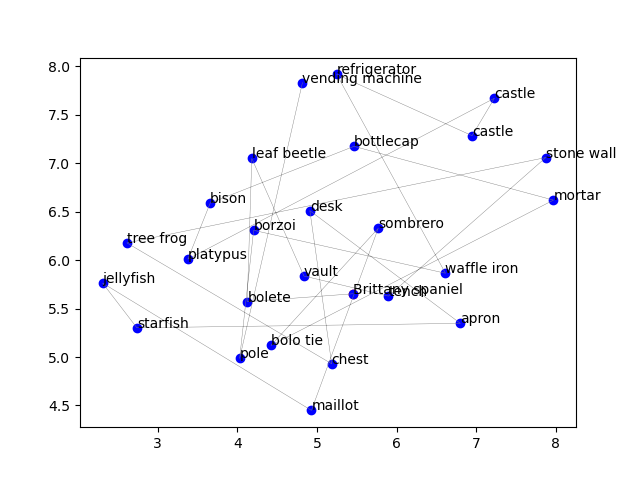 8.0
7.5
7.0
6.5
6.0
5.5
5.0
4.5
3
4
5
6
7
8
refrigerator
vending machine
castle
castle
bottlecap
leaf beetle
stone wall
bison
mortar
desk
borzoi
sombrero
tree frog
platypus
waffle iron
vault
jellyfish
Brittany spaniel
bolete
starfish
apron
bolo tie
pole
chest
maillot